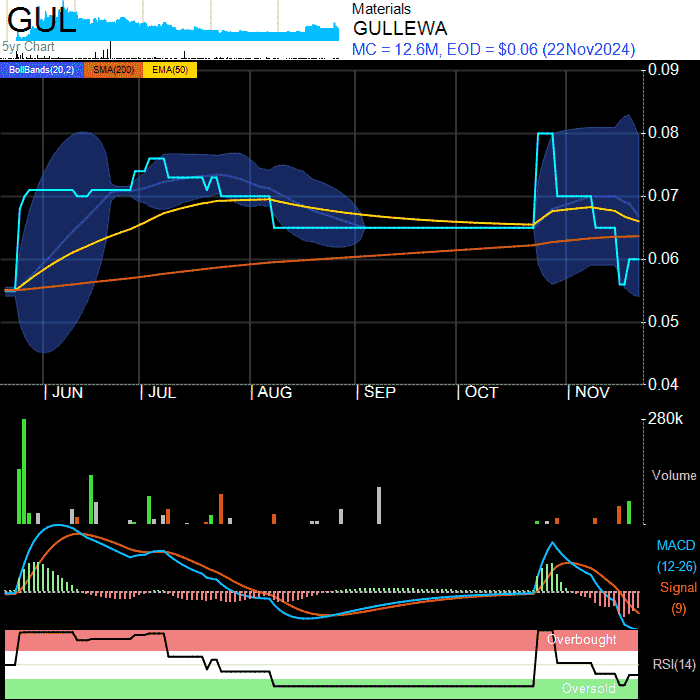 GUL
5yr Chart
Materials
GULLEWA
MC = 12.6M, EOD = $0.06 (22Nov2024)
BollBands(20,2) SMA(200) EMA(50)
0.09
0.08
0.07
0.06
0.05
0.04
JUN JUL AUG SEP OCT NOV
280k
Volume
MACD
(12-26)
Signal
(9)
Overbought
RSI(14)
Oversold